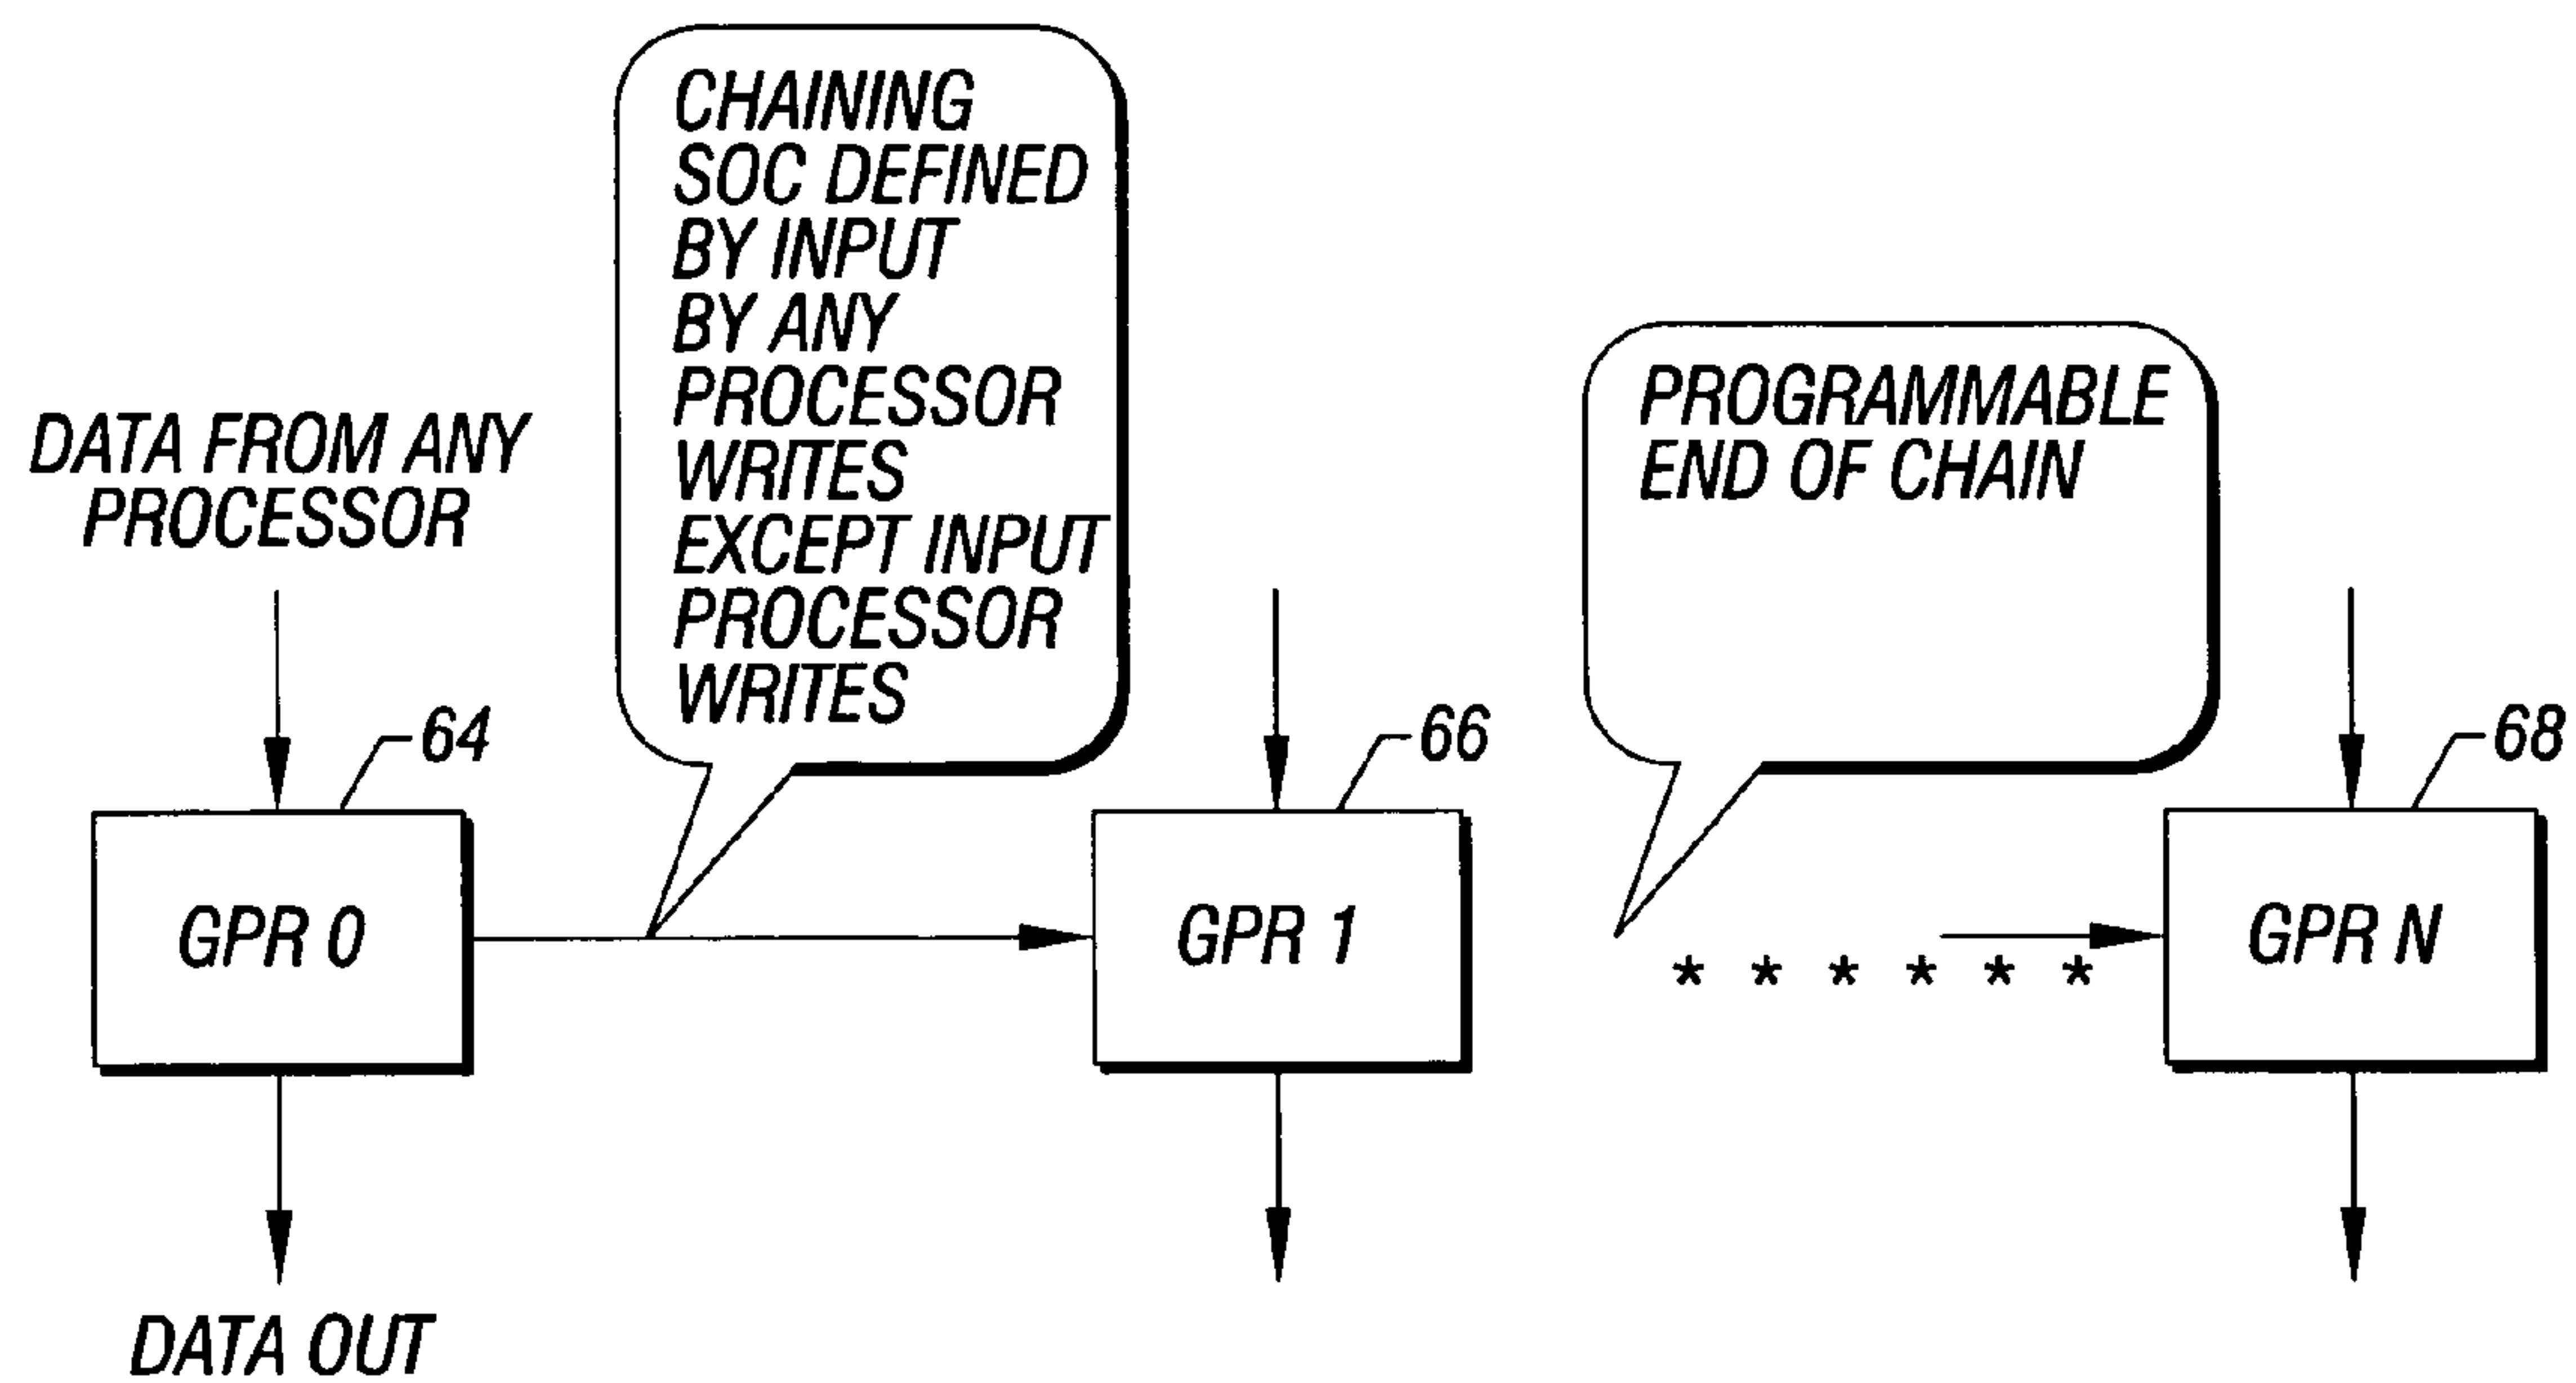 CHAINING
SOC DEFINED
BY INPUT
BY ANY
PROCESSOR
WRITES
EXCEPT INPUT
PROCESSOR
WRITES
PROGRAMMABLE
END OF CHAIN
DATA FROM ANY
PROCESSOR
64
66
68
GPR 0
GPR 1
* * * * * *
GPR N
DATA OUT